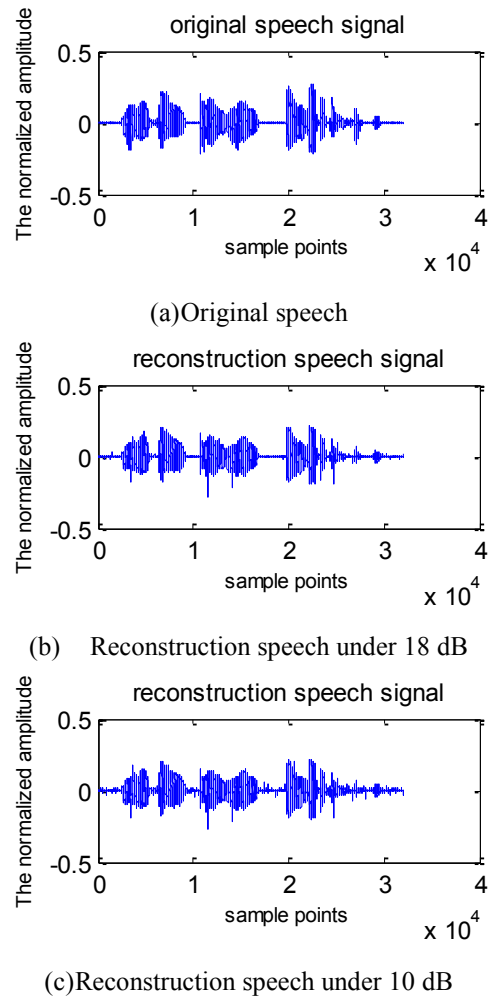 original speech signal
The normalized amplitude
0.5
0
-0.5
0 1 2 3 4
sample points
x 10^4
(a)Original speech
reconstruction speech signal
The normalized amplitude
0.5
0
-0.5
0 1 2 3 4
sample points
x 10^4
(b) Reconstruction speech under 18 dB
reconstruction speech signal
The normalized amplitude
0.5
0
-0.5
0 1 2 3 4
sample points
x 10^4
(c)Reconstruction speech under 10 dB